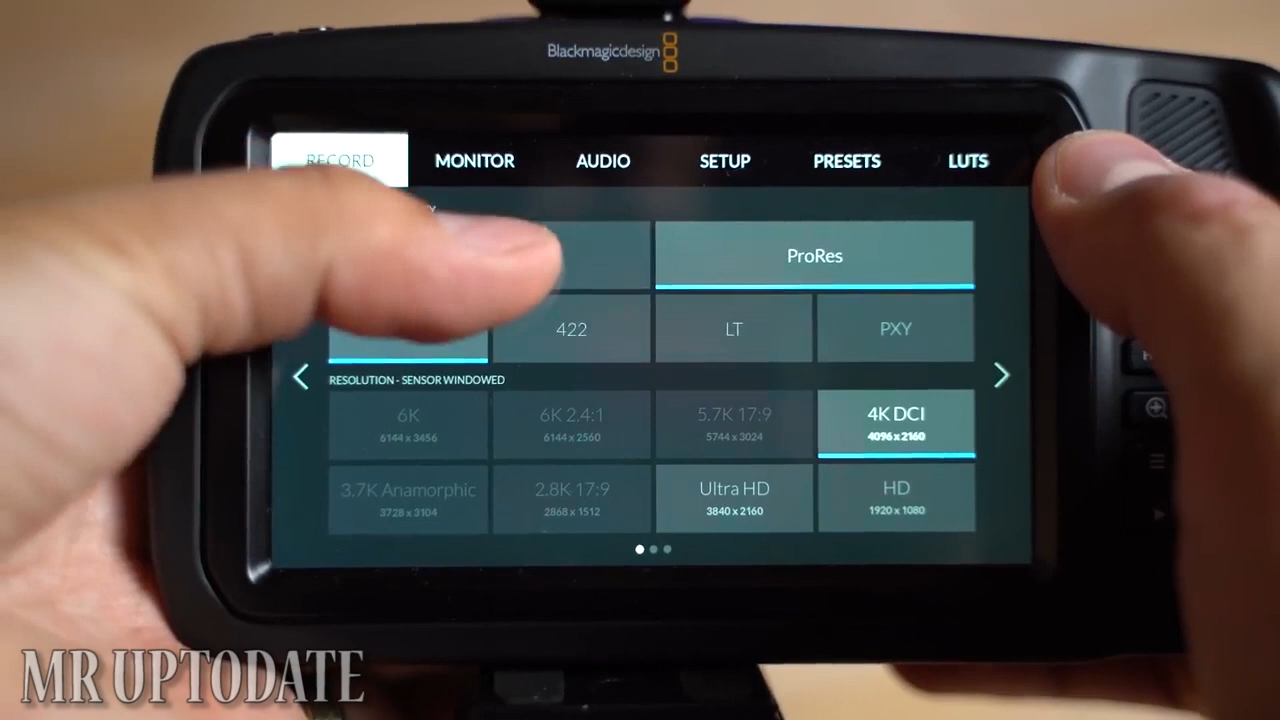 Blackmagicdesign
RECORD MONITOR AUDIO SETUP PRESETS LUTS
ProRes
422 LT PXY
RESOLUTION - SENSOR WINDOWED
6K 6K 2.4:1 5.7K 17:9 4K DCI
6144 x 3456 6144 x 2560 5744 x 3024 4096 x 2160
3.7K Anamorphic 2.8K 17:9 Ultra HD HD
3728 x 3104 2868 x 1512 3840 x 2160 1920 x 1080
MR UPTODATE